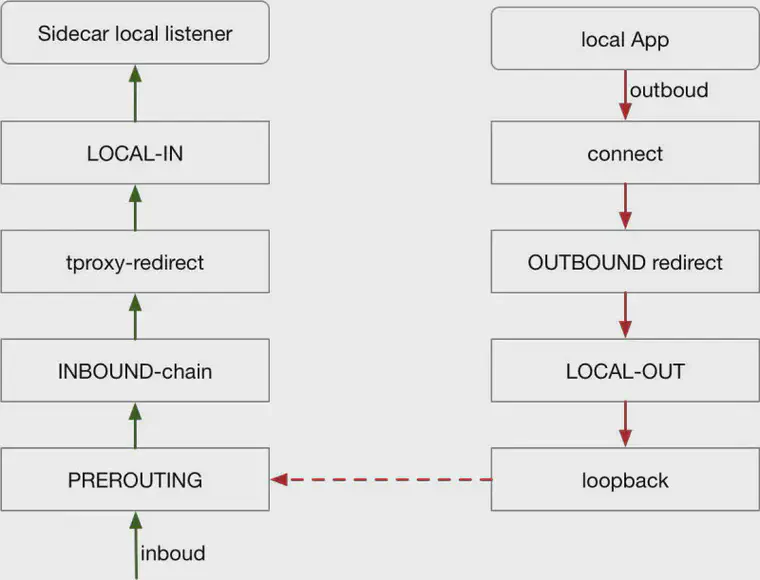 Sidecar local listener
LOCAL-IN
tproxy-redirect
INBOUND-chain
PREROUTING
inboud
local App
outboud
connect
OUTBOUND redirect
LOCAL-OUT
loopback